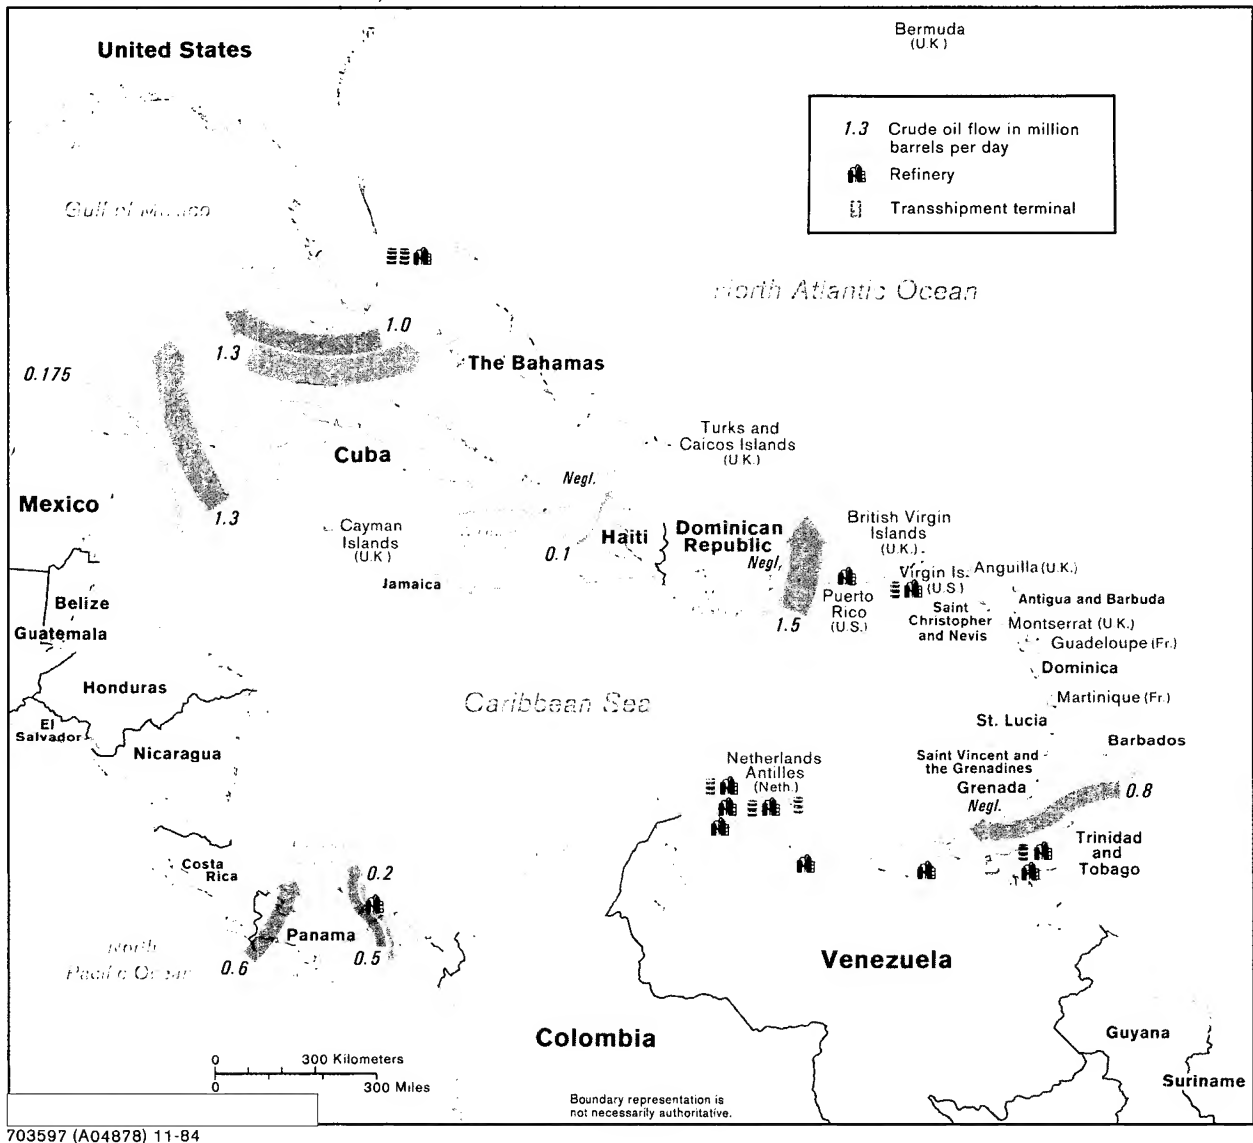 United States
Bermuda
(U.K)
1.3 Crude oil flow in million
barrels per day
Refinery
Transshipment terminal
Gulf of Mexico
North Atlantic Ocean
1.0
1.3
The Bahamas
0.175
Turks and
Caicos Islands
(U.K.)
Cuba
Negl.
Mexico
1.3
Cayman
Islands
(U.K)
Haiti
0.1
Dominican
Republic
Negl.
British Virgin
Islands
(U.K.)
Jamaica
Virgin Is.
(U.S)
Anguilla (U.K.)
Puerto
Rico
(U.S.)
1.5
Saint
Christopher
and Nevis
Antigua and Barbuda
Montserrat (U.K.)
Guadeloupe (Fr.)
Dominica
Martinique (Fr.)
Belize
Guatemala
Honduras
El
Salvador
Nicaragua
Caribbean Sea
St. Lucia
Barbados
Netherlands
Antilles
(Neth.)
Saint Vincent and
the Grenadines
Grenada
Negl.
0.8
Trinidad
and
Tobago
Costa
Rica
0.2
Panama
0.6
0.5
North
Pacific Ocean
Venezuela
Colombia
Guyana
Suriname
0 300 Kilometers
0 300 Miles
Boundary representation is
not necessarily authoritative.
703597 (A04878) 11-84